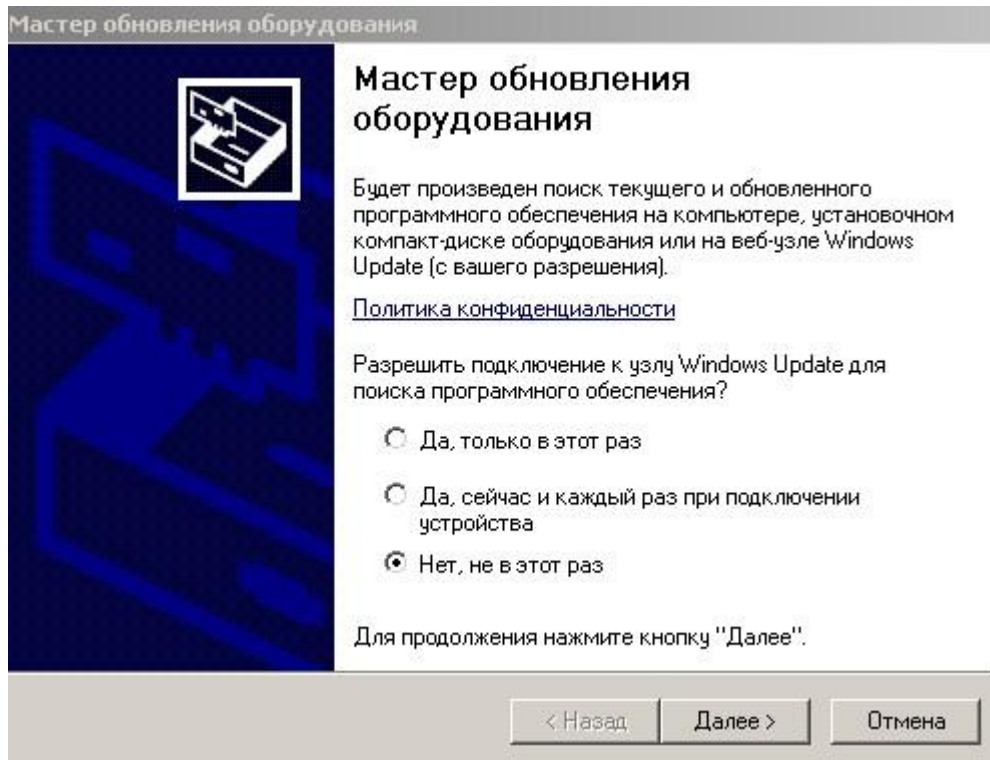 Мастер обновления оборудования
Мастер обновления
оборудования
Будет произведен поиск текущего и обновленного
программного обеспечения на компьютере, установочном
компакт-диске оборудования или на веб-узле Windows
Update (с вашего разрешения).
Политика конфиденциальности
Разрешить подключение к узлу Windows Update для
поиска программного обеспечения?
Да, только в этот раз
Да, сейчас и каждый раз при подключении
устройства
Нет, не в этот раз
Для продолжения нажмите кнопку "Далее".
< Назад Далее > Отмена